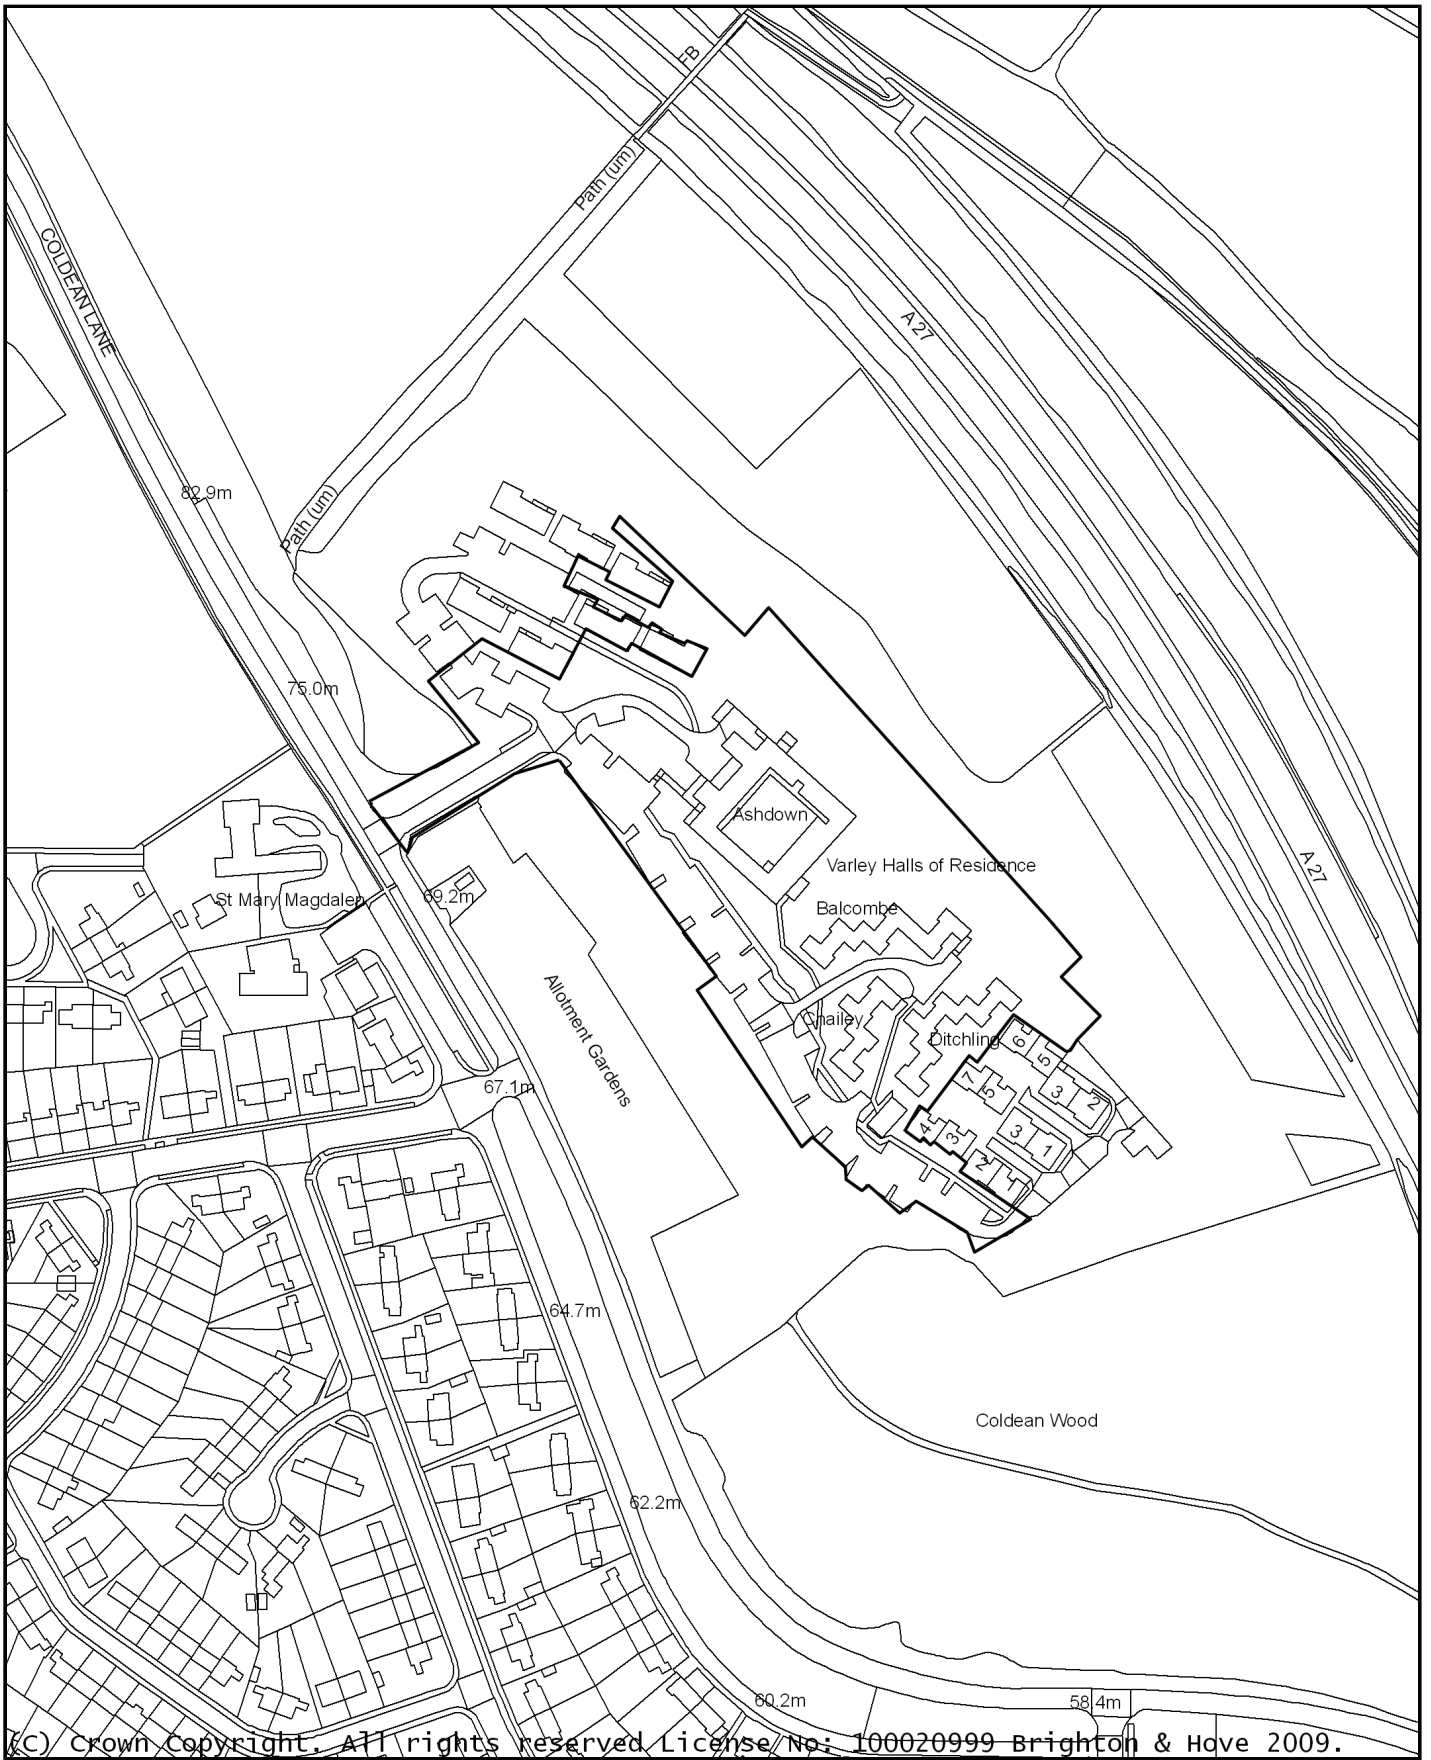 FB
Path (um)
COLDEAN LANE
A 27
82.9m
Path (um)
75.0m
Ashdown
Varley Halls of Residence
A 27
St Mary Magdalen
69.2m
Balcombe
Allotment Gardens
Chailey
Ditchling
6
5
7
5
3
2
67.1m
4
3
3
1
2
1
64.7m
Coldean Wood
62.2m
60.2m
58.4m
(C) Crown Copyright. All rights reserved License No: 100020999 Brighton & Hove 2009.